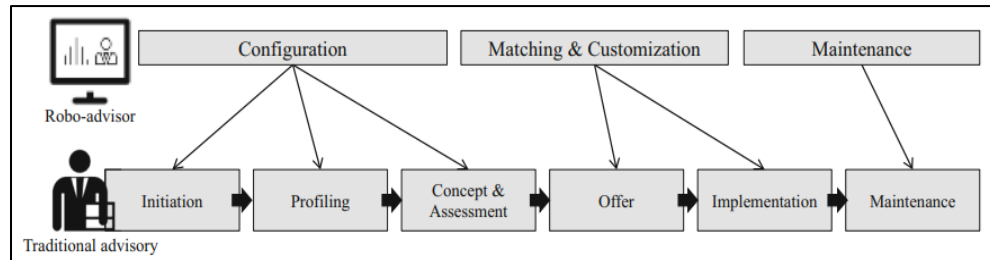 Configuration
Matching & Customization
Maintenance
Robo-advisor
Initiation
Profiling
Concept &
Assessment
Offer
Implementation
Maintenance
Traditional advisory